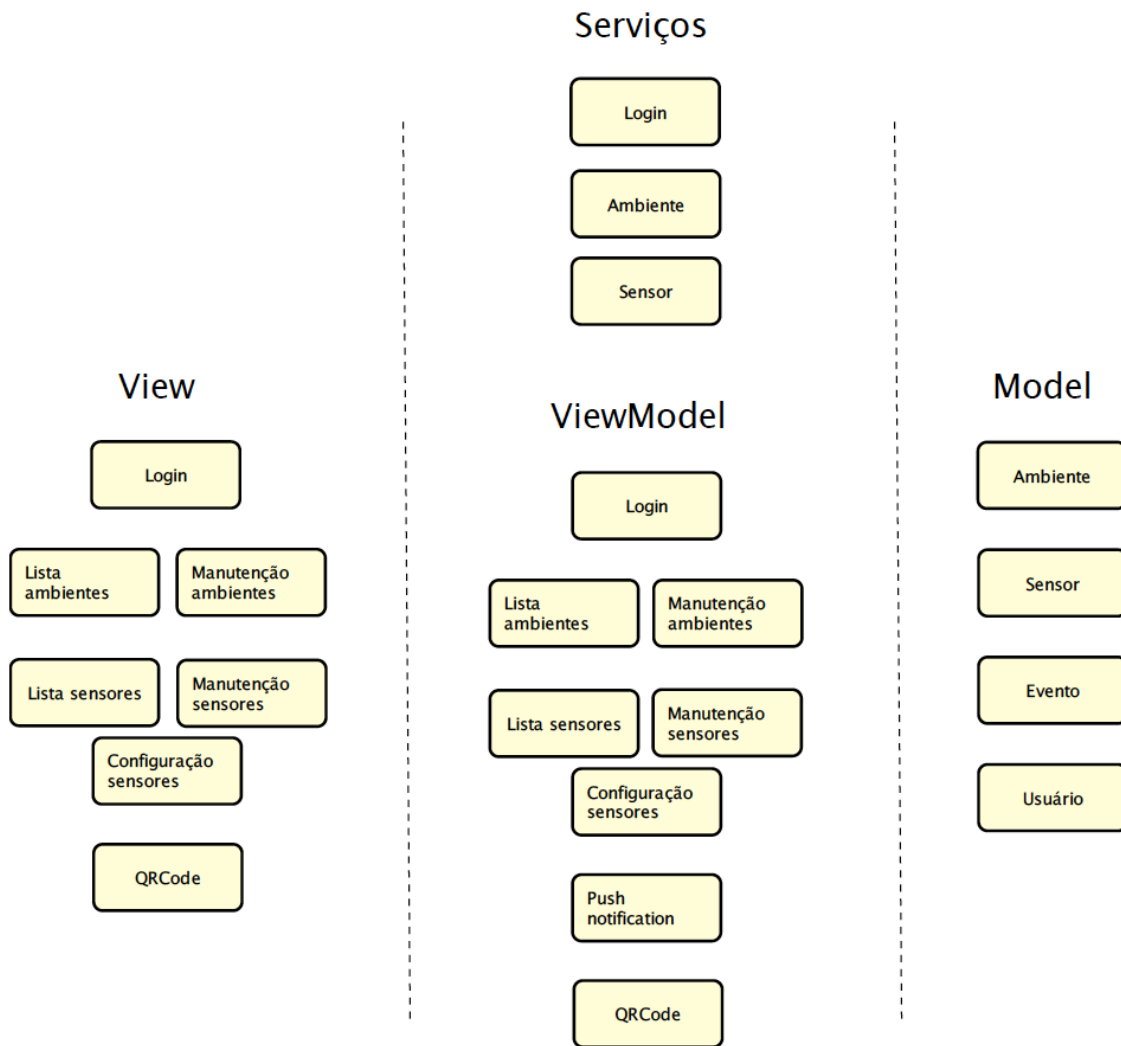 Serviços
Login
Ambiente
Sensor
View
Login
Lista
ambientes
Manutenção
ambientes
Lista sensores
Manutenção
sensores
Configuração
sensores
QRCode
ViewModel
Login
Lista
ambientes
Manutenção
ambientes
Lista sensores
Manutenção
sensores
Configuração
sensores
Push
notification
QRCode
Model
Ambiente
Sensor
Evento
Usuário